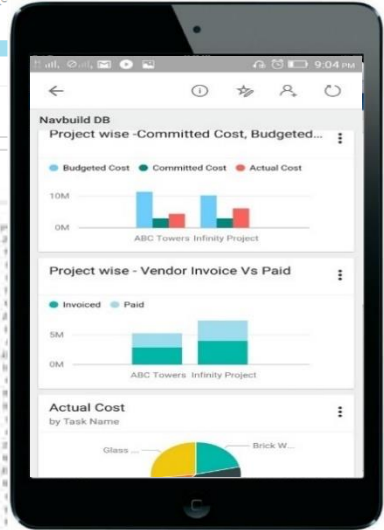 9:04 PM
Navbuild DB
Project wise -Committed Cost, Budgeted...
Budgeted Cost Committed Cost Actual Cost
10M
0M
ABC Towers Infinity Project
Project wise - Vendor Invoice Vs Paid
Invoiced Paid
5M
0M
ABC Towers Infinity Project
Actual Cost
by Task Name
Glass ...
Brick W...